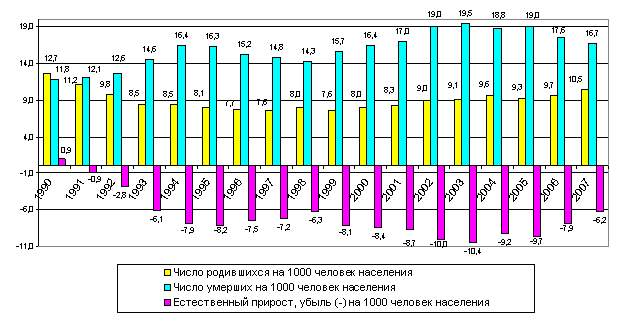 19,0
14,0
9,0
4,0
-1,0
-6,0
-11,0
11,8 12,1 12,6 14,6 16,4 16,3 15,2 14,8 14,3 15,7 16,4 17,0 19,0 19,5 18,8 19,0 17,6 16,7
12,7 11,2 9,8 8,5 8,5 8,1 7,7 7,6 8,0 7,6 8,0 8,3 9,0 9,1 9,6 9,3 9,7 10,5
0,9 -0,9 -2,8 -6,1 -7,9 -8,2 -7,5 -7,2 -6,3 -8,1 -8,4 -8,7 -10,0 -10,4 -9,2 -9,7 -7,9 -6,2
1990 1991 1992 1993 1994 1995 1996 1997 1998 1999 2000 2001 2002 2003 2004 2005 2006 2007
Число родившихся на 1000 человек населения
Число умерших на 1000 человек населения
Естественный прирост, убыль (-) на 1000 человек населения